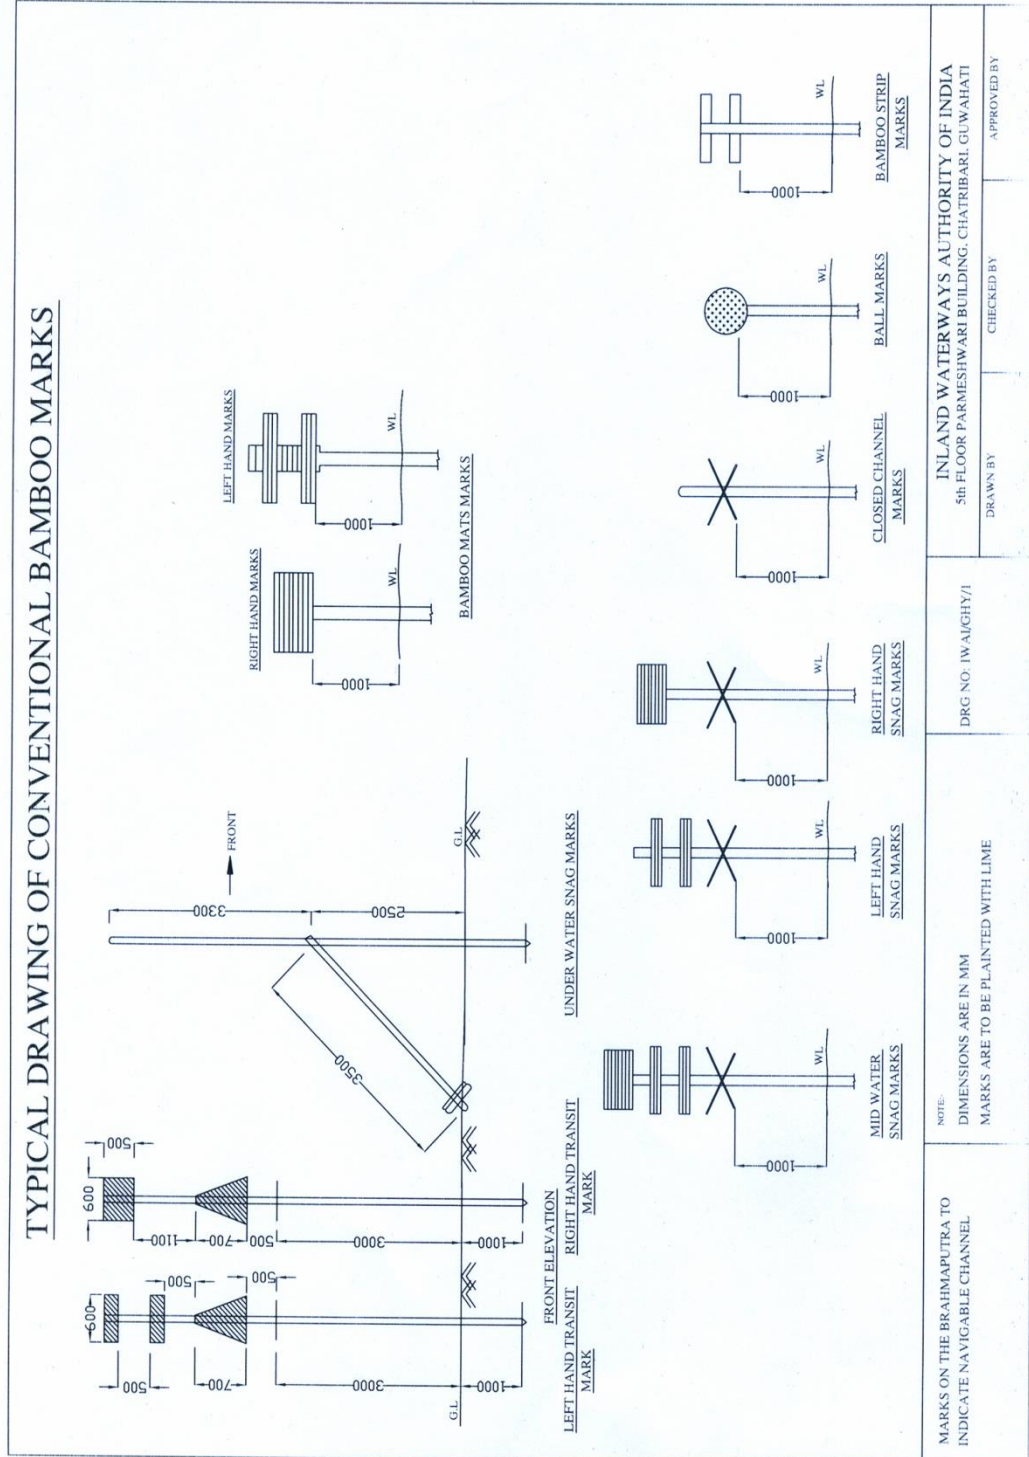 TYPICAL DRAWING OF CONVENTIONAL BAMBOO MARKS
600
500
500
700
500
3000
1000
G.L
LEFT HAND TRANSIT
MARK
600
500
1100
700
500
3000
1000
FRONT ELEVATION
RIGHT HAND TRANSIT
MARK
3500
3300
2500
FRONT
G.L
UNDER WATER SNAG MARKS
RIGHT HAND MARKS
1000
WL
LEFT HAND MARKS
1000
WL
BAMBOO MATS MARKS
1000
WL
MID WATER
SNAG MARKS
1000
WL
LEFT HAND
SNAG MARKS
1000
WL
RIGHT HAND
SNAG MARKS
1000
WL
CLOSED CHANNEL
MARKS
1000
WL
BALL MARKS
1000
WL
BAMBOO STRIP
MARKS
MARKS ON THE BRAHMAPUTRA TO
INDICATE NAVIGABLE CHANNEL
NOTE:-
DIMENSIONS ARE IN MM
MARKS ARE TO BE PLAINTED WITH LIME
DRG NO: IWAI/GHY/1
INLAND WATERWAYS AUTHORITY OF INDIA
5th FLOOR PARMESHWARI BUILDING, CHATRIBARI, GUWAHATI
DRAWN BY
CHECKED BY
APPROVED BY